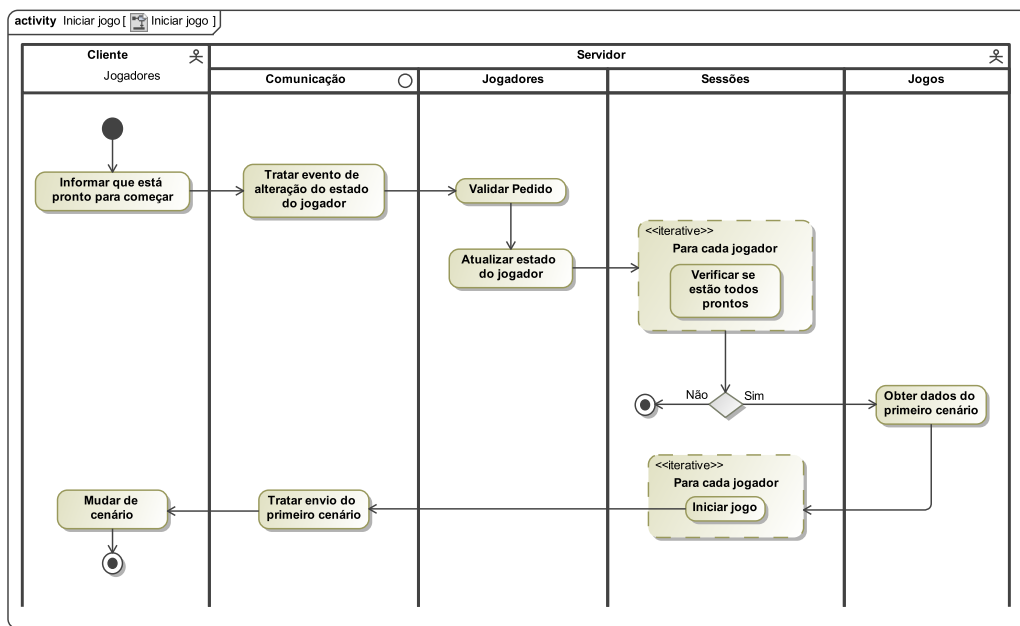 activity Iniciar jogo [ Iniciar jogo ]
Cliente
Jogadores
Servidor
Comunicação
Jogadores
Sessões
Jogos
Informar que está
pronto para começar
Tratar evento de
alteração do estado
do jogador
Validar Pedido
Atualizar estado
do jogador
<<iterative>>
Para cada jogador
Verificar se
estão todos
prontos
Não
Sim
Obter dados do
primeiro cenário
<<iterative>>
Para cada jogador
Iniciar jogo
Tratar envio do
primeiro cenário
Mudar de
cenário